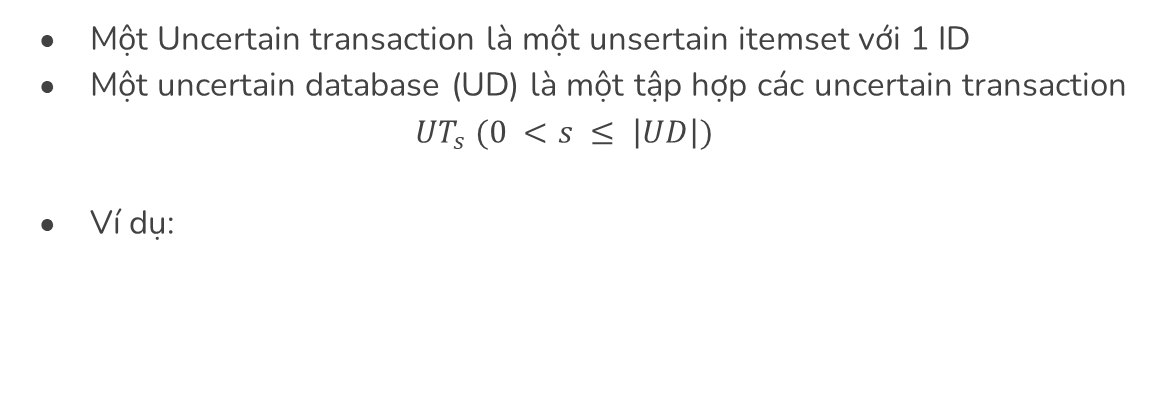 • Một Uncertain transaction là một unsertain itemset với 1 ID
• Một uncertain database (UD) là một tập hợp các uncertain transaction
UTₛ (0 < s ≤ |UD|)
• Ví dụ: